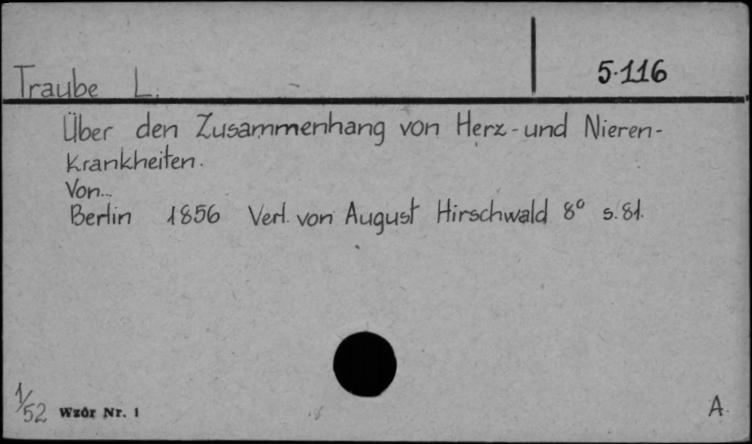 Traube L.
5·116
Über den Zusammenhang von Herz- und Nieren-
Krankheiten.
Von...
Berlin 1856 Verl. von August Hirschwald 8° s. 81.
1/52 Wzór Nr. 1
A.